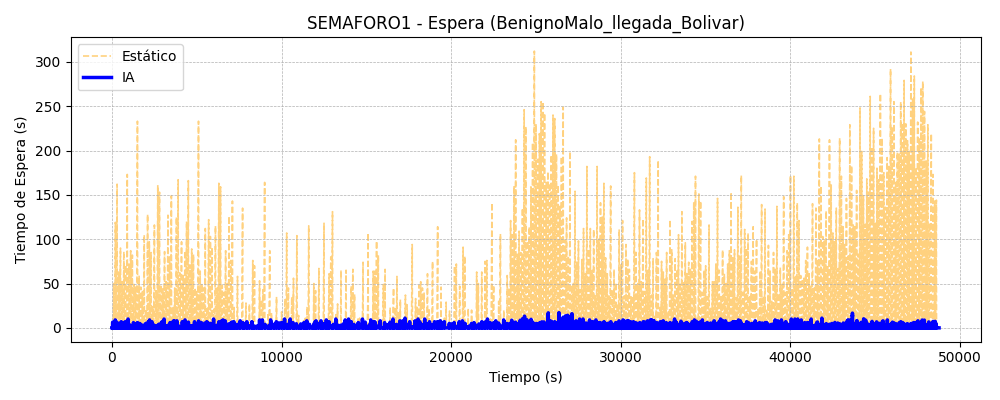 SEMAFORO1 - Espera (BenignoMalo_llegada_Bolivar)
Estático
IA
Tiempo de Espera (s)
300
250
200
150
100
50
0
0 10000 20000 30000 40000 50000
Tiempo (s)